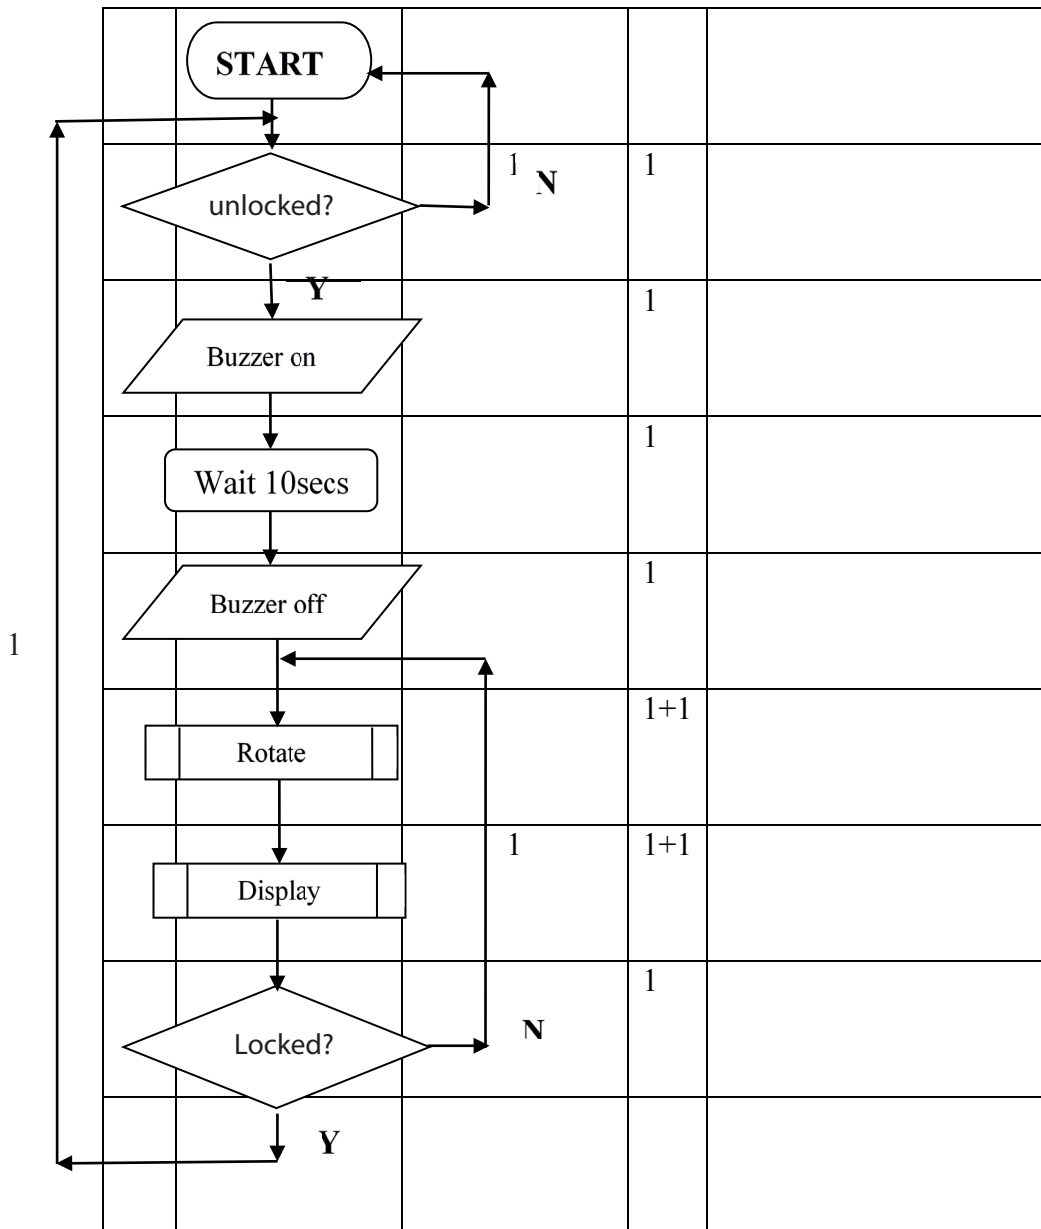 START
1 N 1
unlocked?
Y
1
Buzzer on
1
Wait 10secs
1
Buzzer off
1
1+1
Rotate
1 1+1
Display
1
N
Locked?
Y